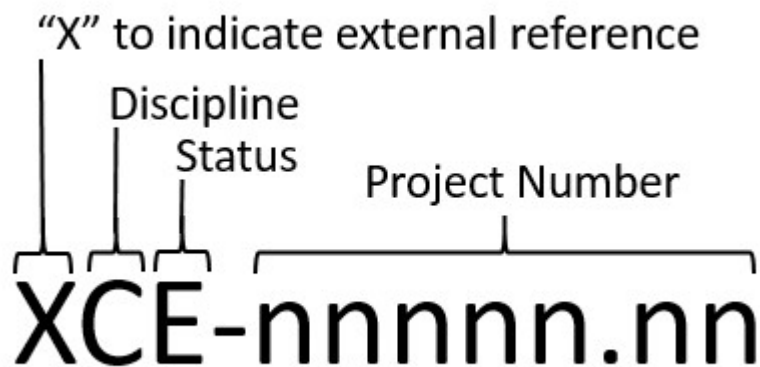 “X” to indicate external reference
Discipline
Status
Project Number
XCE-nnnnn.nn